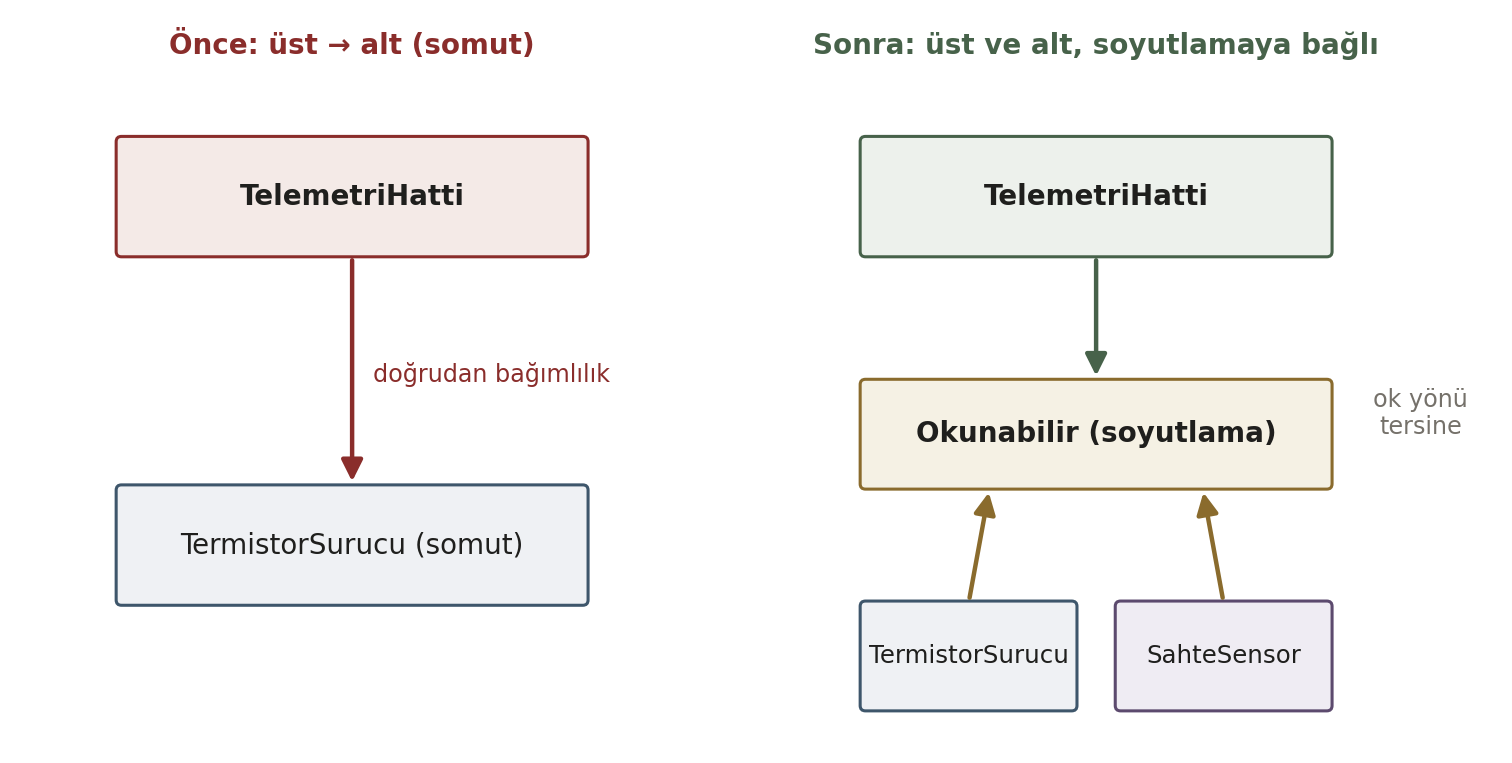 Önce: üst → alt (somut)
TelemetriHatti
doğrudan bağımlılık
TermistorSurucu (somut)
Sonra: üst ve alt, soyutlamaya bağlı
TelemetriHatti
Okunabilir (soyutlama)
ok yönü
tersine
TermistorSurucu
SahteSensor